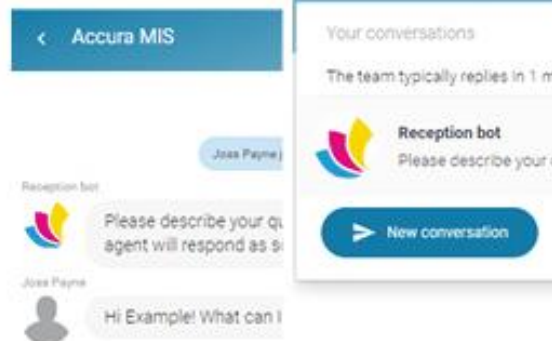 Accura MIS
Joss Payne j
Reception bot
Please describe your qu
agent will respond as s
Joss Payne
Hi Example! What can I
Your conversations
The team typically replies in 1 m
Reception bot
Please describe your
New conversation